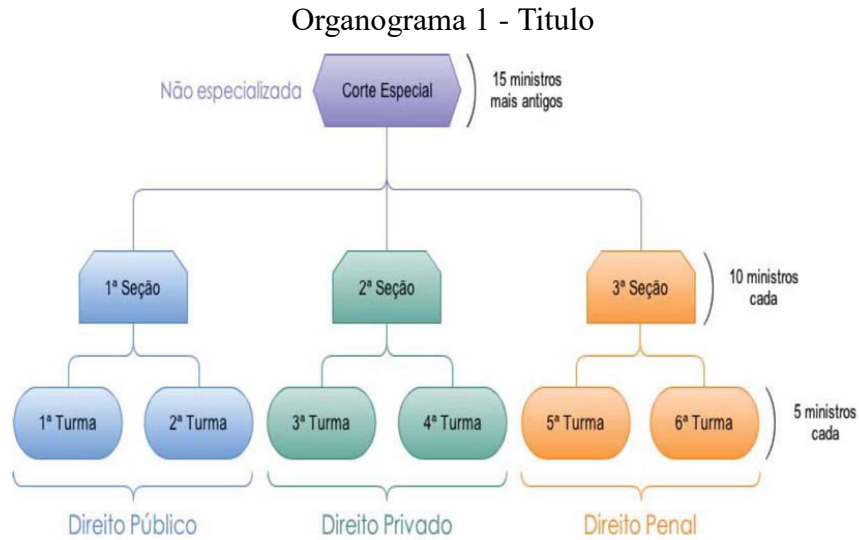 Organograma 1 - Titulo
Não especializada
Corte Especial
15 ministros
mais antigos
1ª Seção
2ª Seção
3ª Seção
10 ministros
cada
1ª Turma
2ª Turma
3ª Turma
4ª Turma
5ª Turma
6ª Turma
5 ministros
cada
Direito Público
Direito Privado
Direito Penal